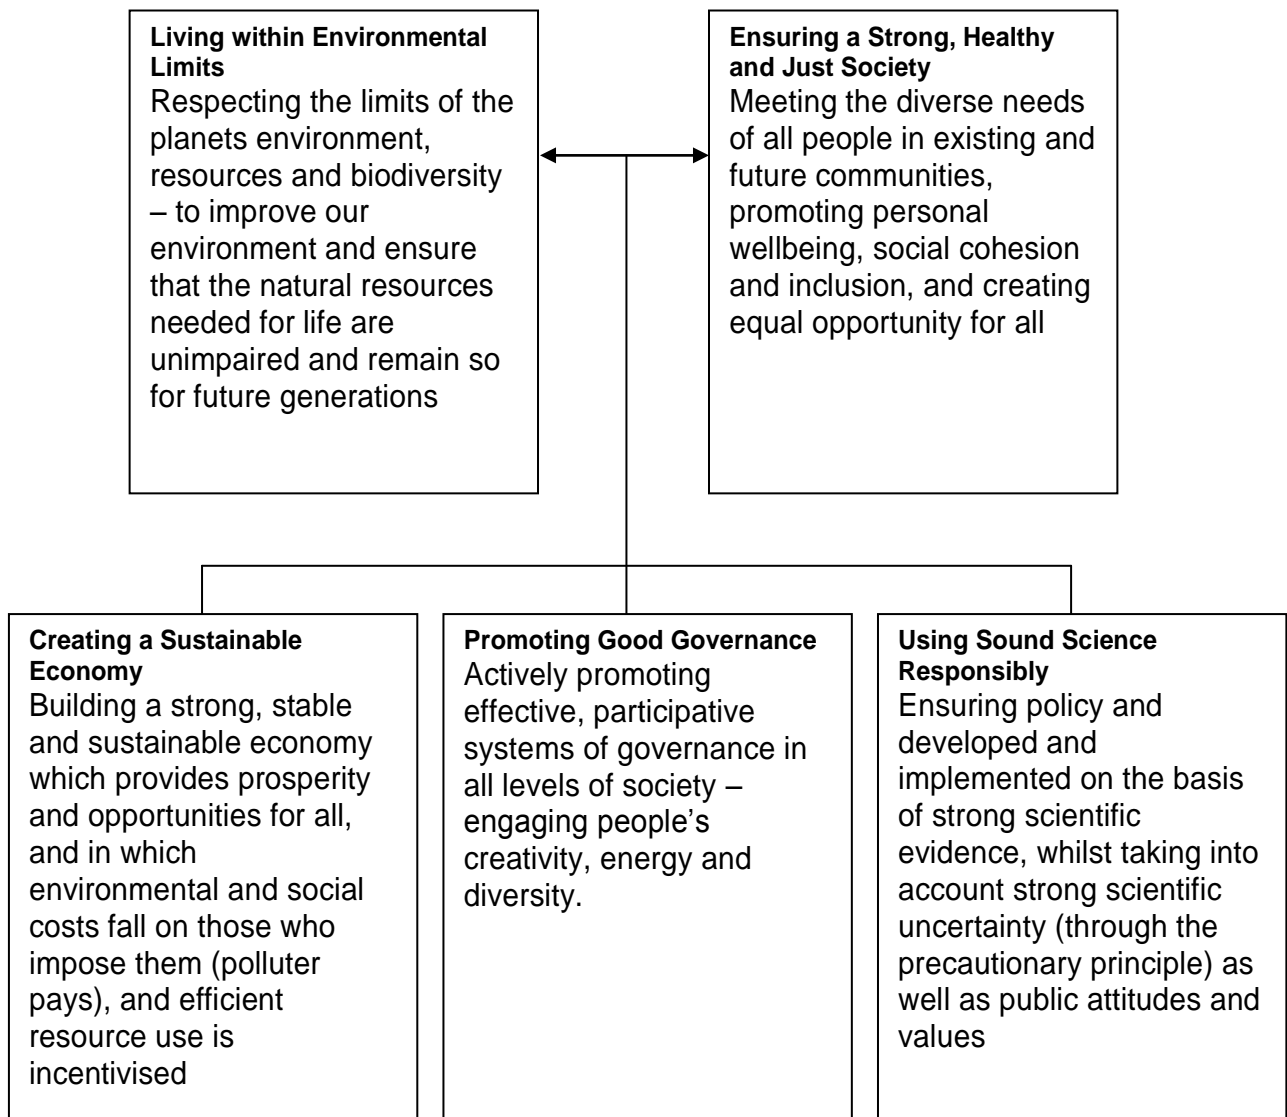 Living within Environmental
Limits
Respecting the limits of the
planets environment,
resources and biodiversity
– to improve our
environment and ensure
that the natural resources
needed for life are
unimpaired and remain so
for future generations
Ensuring a Strong, Healthy
and Just Society
Meeting the diverse needs
of all people in existing and
future communities,
promoting personal
wellbeing, social cohesion
and inclusion, and creating
equal opportunity for all
Creating a Sustainable
Economy
Building a strong, stable
and sustainable economy
which provides prosperity
and opportunities for all,
and in which
environmental and social
costs fall on those who
impose them (polluter
pays), and efficient
resource use is
incentivised
Promoting Good Governance
Actively promoting
effective, participative
systems of governance in
all levels of society –
engaging people’s
creativity, energy and
diversity.
Using Sound Science
Responsibly
Ensuring policy and
developed and
implemented on the basis
of strong scientific
evidence, whilst taking into
account strong scientific
uncertainty (through the
precautionary principle) as
well as public attitudes and
values